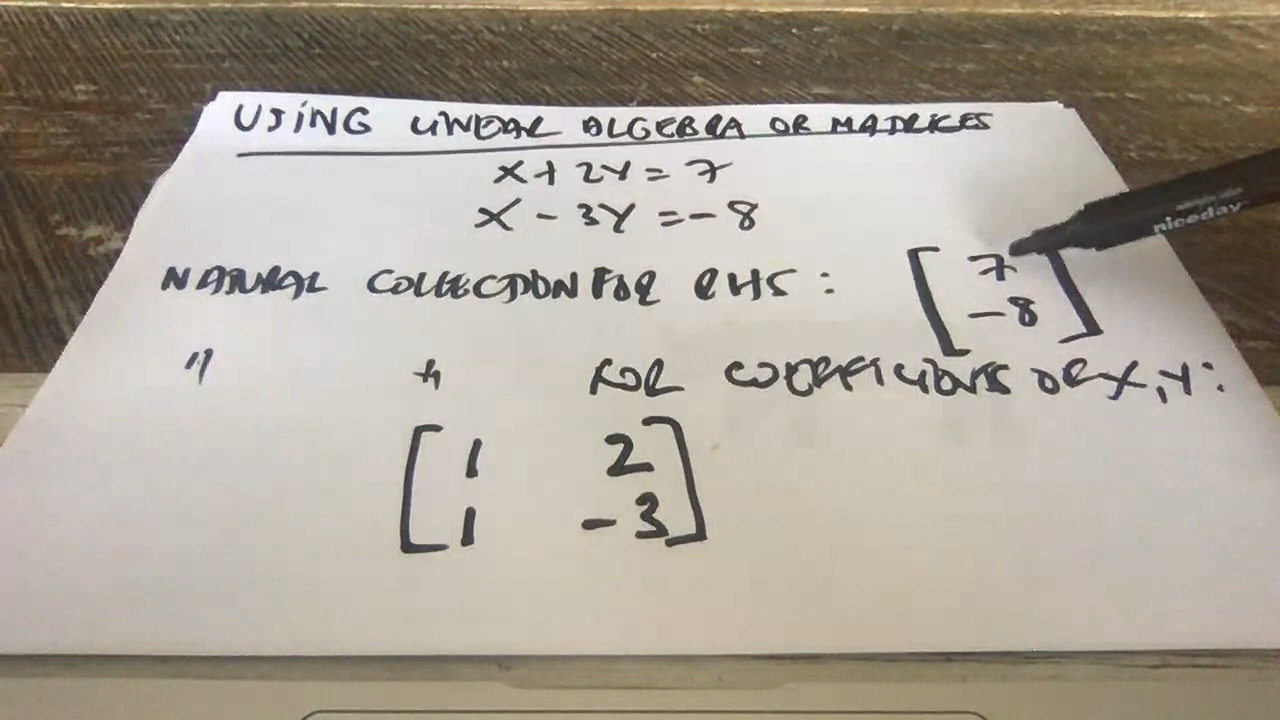 USING LINEAR ALGEBRA OR MATRICES
X + 2Y = 7
X - 3Y = -8
NATURAL COLLECTION FOR RHS : [ 7
-8 ]
" " FOR COEFFICIENTS OF X, Y :
[ 1 2
1 -3 ]
niceday